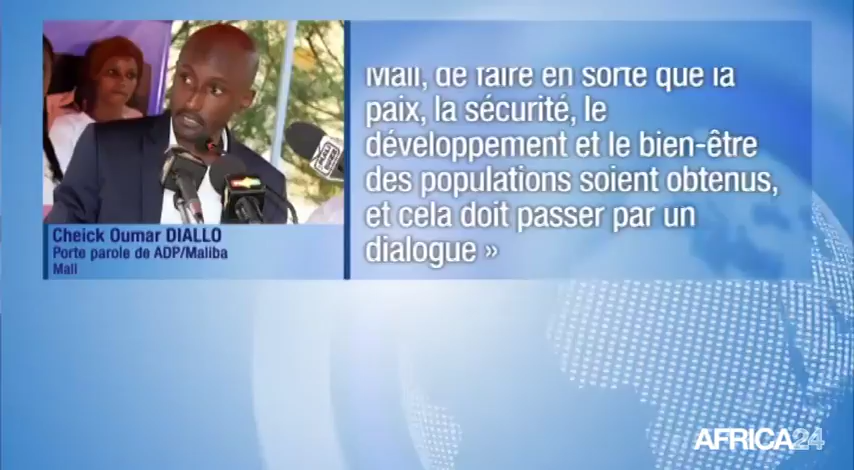 Mali, de faire en sorte que la
paix, la sécurité, le
développement et le bien-être
des populations soient obtenus,
et cela doit passer par un
dialogue »
Cheick Oumar DIALLO
Porte parole de ADP/Maliba
Mali
AFRICA24